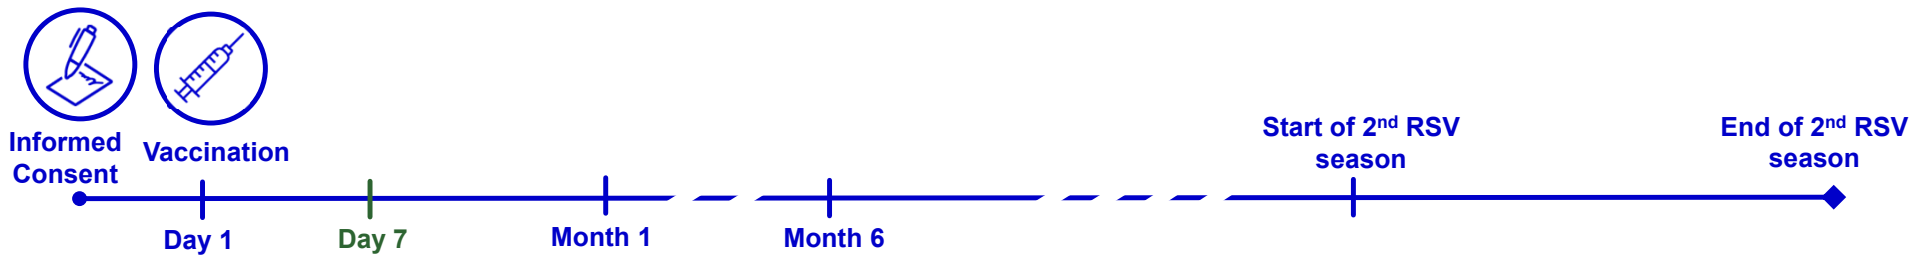 Informed
Consent
Vaccination
Start of 2nd RSV
season
End of 2nd RSV
season
Day 1
Day 7
Month 1
Month 6